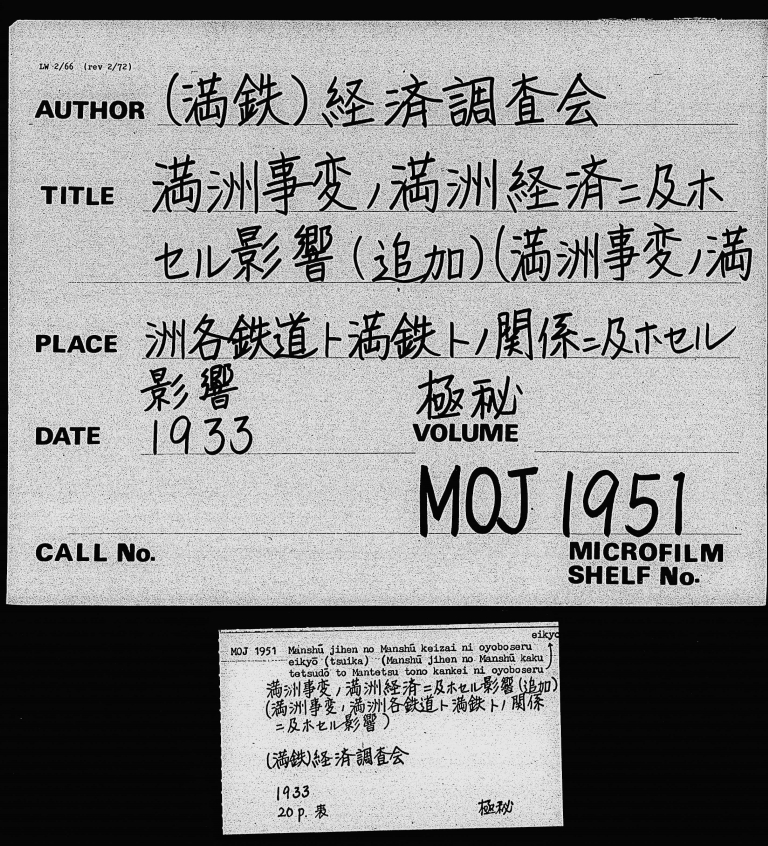 LW 2/66 (rev 2/72)
AUTHOR (満鉄)経済調査会
TITLE 満洲事変ノ満洲経済ニ及ホ
セル影響(追加)(満洲事変ノ満
PLACE 洲各鉄道ト満鉄トノ関係ニ及ホセル
影響 極秘
DATE 1933 VOLUME
MOJ 1951
CALL No. MICROFILM
SHELF No.
eikyo
MOJ 1951 Manshū jihen no Manshū keizai ni oyoboseru
eikyō (tsuika) (Manshū jihen no Manshū kaku
tetsudō to Mantetsu tono kankei ni oyoboseru
満洲事変ノ満洲経済ニ及ホセル影響(追加)
(満洲事変ノ満洲各鉄道ト満鉄トノ関係
ニ及ホセル影響)
(満鉄)経済調査会
1933
20 p. 表 極秘